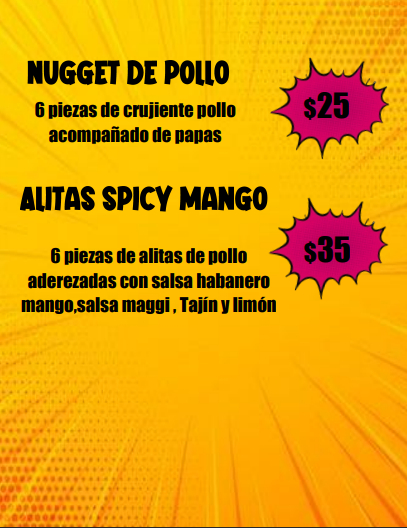 NUGGET DE POLLO
6 piezas de crujiente pollo
acompañado de papas
$25
ALITAS SPICY MANGO
6 piezas de alitas de pollo
aderezadas con salsa habanero
mango,salsa maggi , Tajín y limón
$35